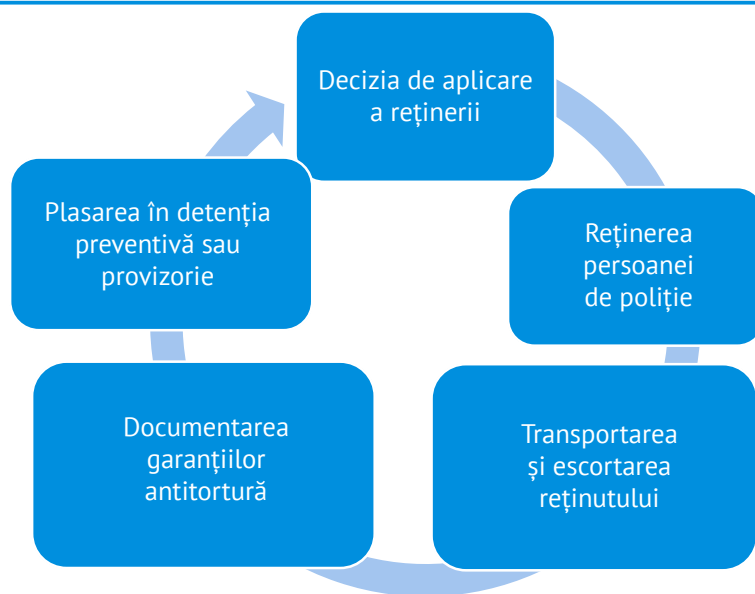 Decizia de aplicare
a reținerii
Reținerea
persoanei
de poliție
Transportarea
și escortarea
reținutului
Documentarea
garanțiilor
antitortură
Plasarea în detenția
preventivă sau
provizorie